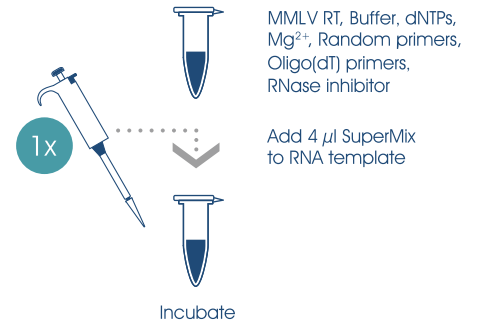 MMLV RT, Buffer, dNTPs,
Mg²⁺, Random primers,
Oligo(dT) primers,
RNase inhibitor
1x
Add 4 μl SuperMix
to RNA template
Incubate